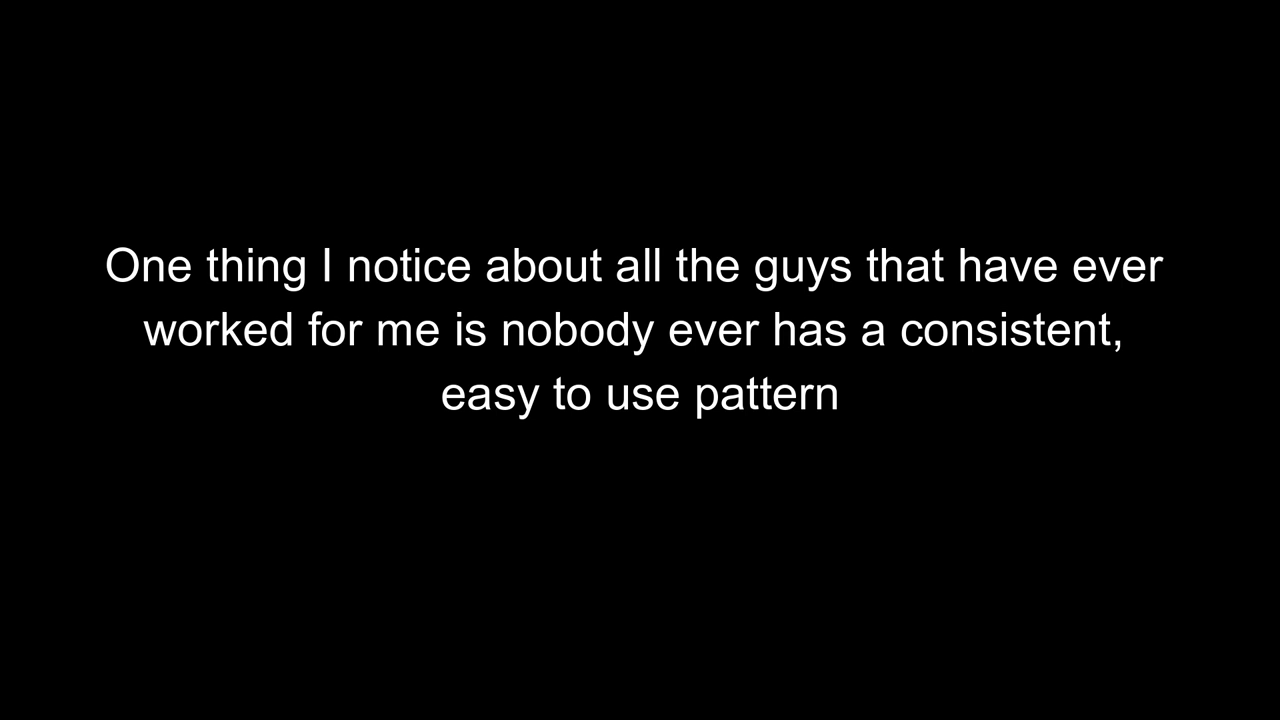 One thing I notice about all the guys that have ever
worked for me is nobody ever has a consistent,
easy to use pattern